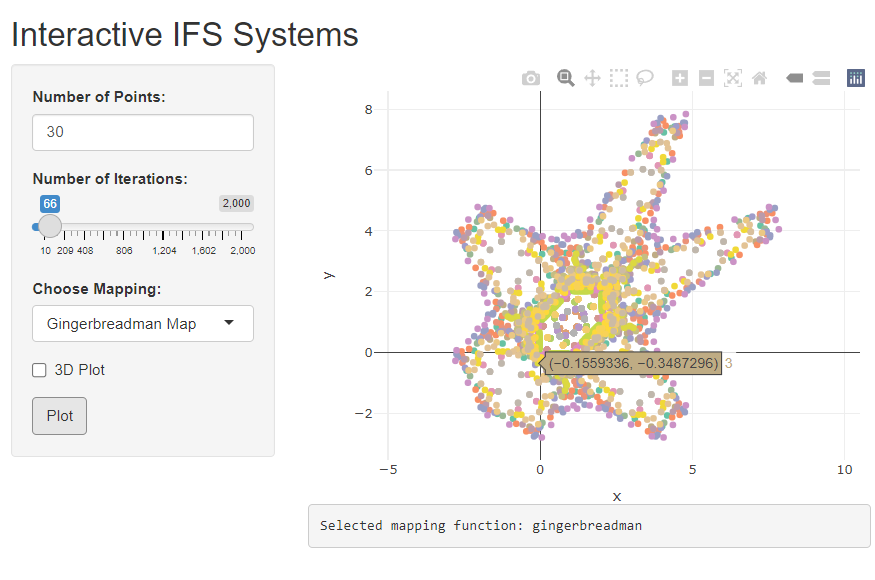 Interactive IFS Systems
Number of Points:
30
Number of Iterations:
66 2,000
10 209 408 806 1,204 1,602 2,000
Choose Mapping:
Gingerbreadman Map
3D Plot
Plot
8
6
4
2
0
−2
y
(−0.1559336, −0.3487296) 3
−5 0 5 10
x
Selected mapping function: gingerbreadman